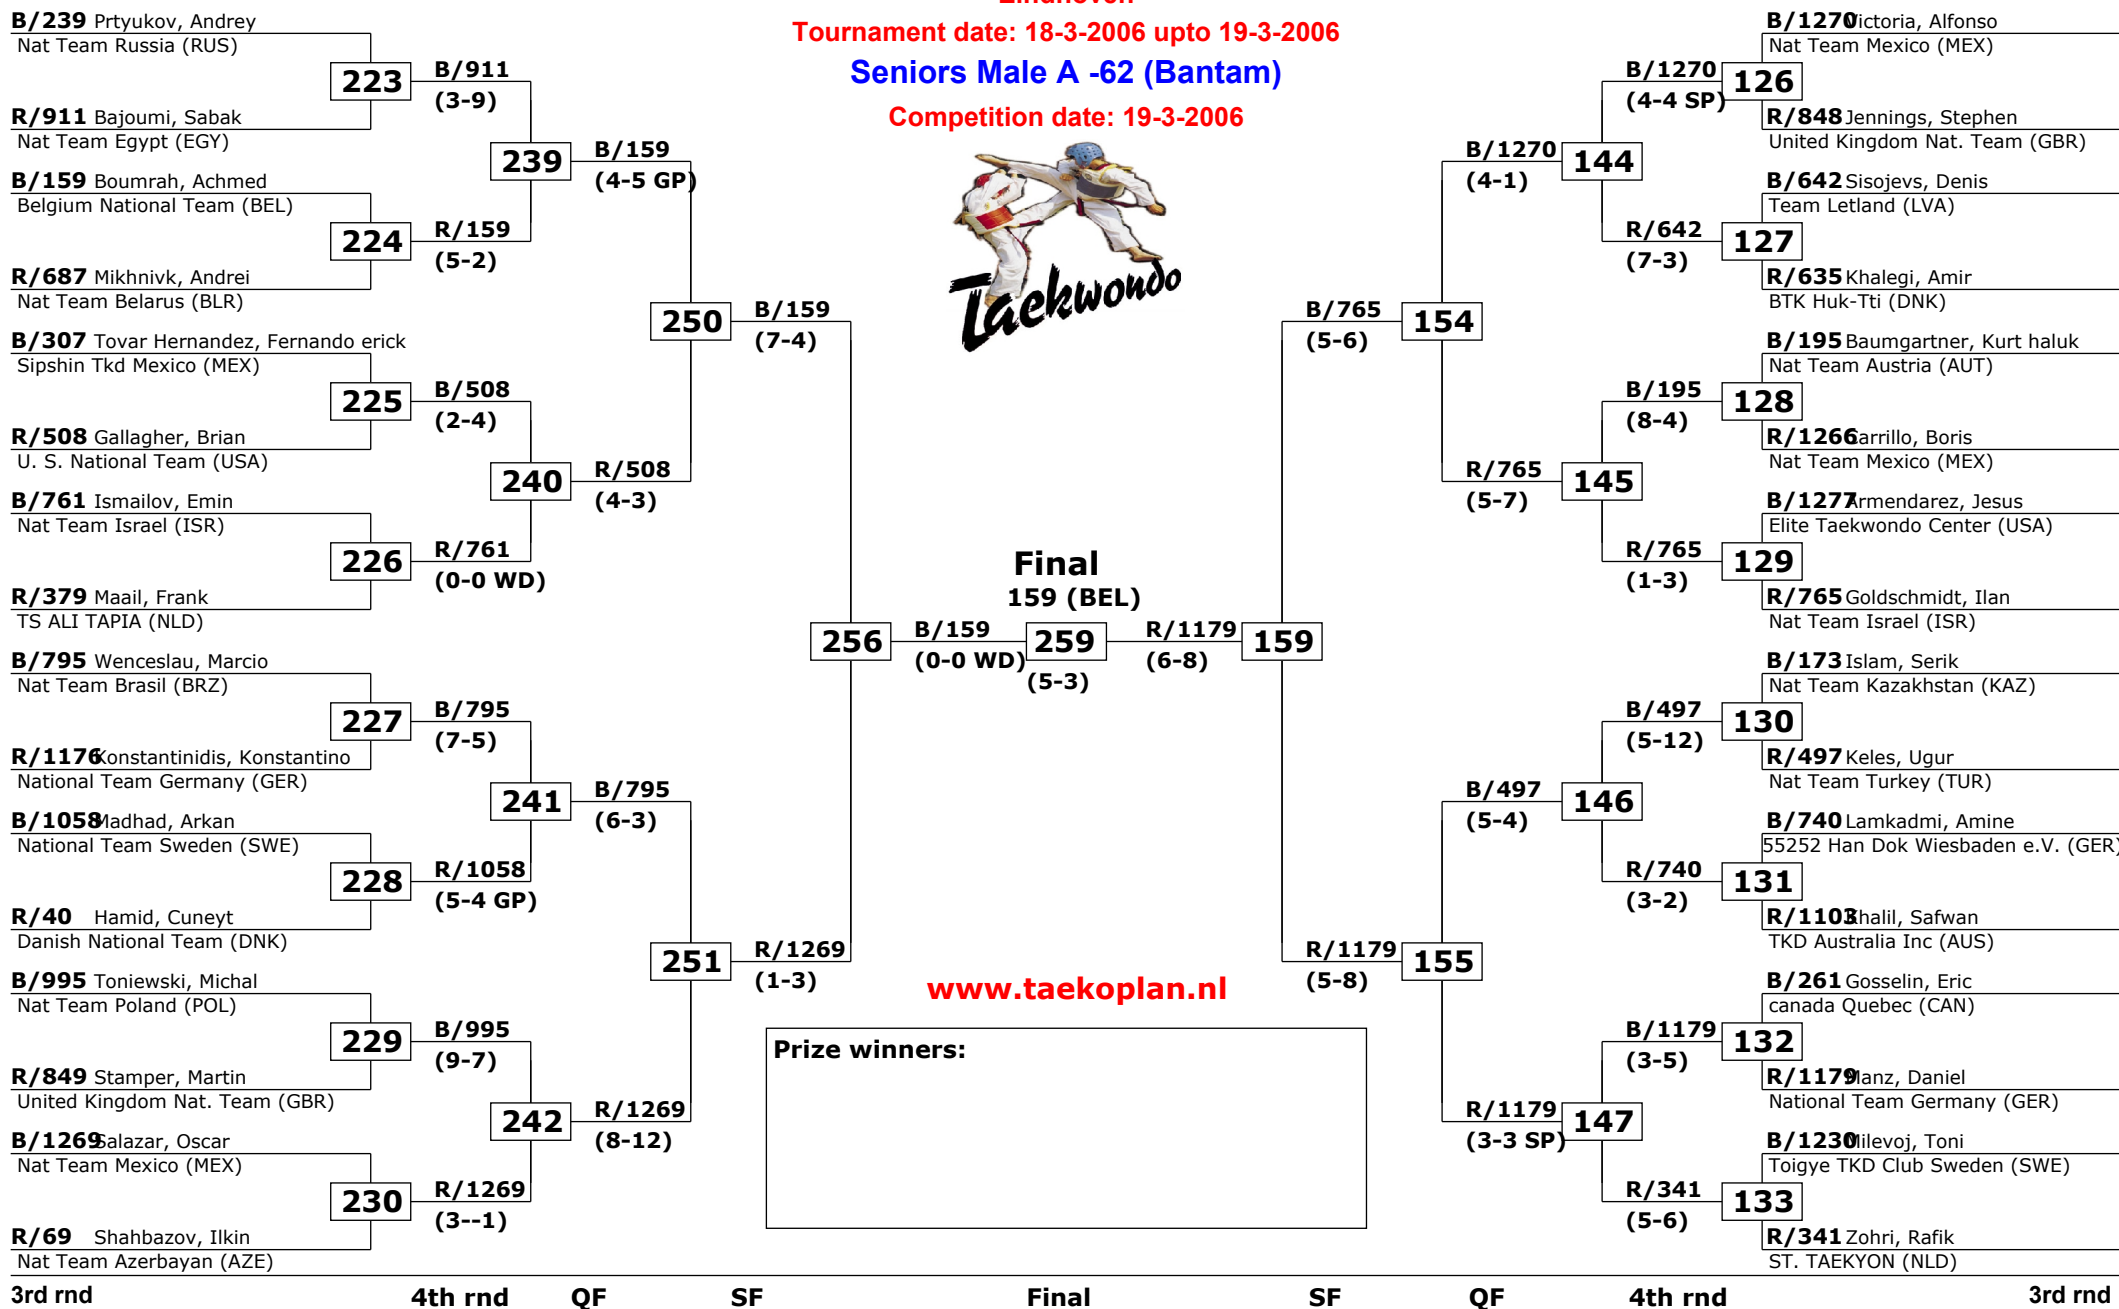 Eindhoven
Tournament date: 18-3-2006 upto 19-3-2006
Seniors Male A -62 (Bantam)
Competition date: 19-3-2006
Taekwondo
B/239 Prtyukov, Andrey
Nat Team Russia (RUS)
223
R/911 Bajoumi, Sabak
Nat Team Egypt (EGY)
B/159 Boumrah, Achmed
Belgium National Team (BEL)
224
R/687 Mikhnivk, Andrei
Nat Team Belarus (BLR)
B/307 Tovar Hernandez, Fernando erick
Sipshin Tkd Mexico (MEX)
225
R/508 Gallagher, Brian
U. S. National Team (USA)
B/761 Ismailov, Emin
Nat Team Israel (ISR)
226
R/379 Maail, Frank
TS ALI TAPIA (NLD)
B/795 Wenceslau, Marcio
Nat Team Brasil (BRZ)
227
R/1176 Konstantinidis, Konstantino
National Team Germany (GER)
B/1058 Madhad, Arkan
National Team Sweden (SWE)
228
R/40 Hamid, Cuneyt
Danish National Team (DNK)
B/995 Toniewski, Michal
Nat Team Poland (POL)
229
R/849 Stamper, Martin
United Kingdom Nat. Team (GBR)
B/1269 Salazar, Oscar
Nat Team Mexico (MEX)
230
R/69 Shahbazov, Ilkin
Nat Team Azerbayan (AZE)
B/911
(3-9)
239
R/159
(5-2)
B/508
(2-4)
240
R/761
(0-0 WD)
B/795
(7-5)
241
R/1058
(5-4 GP)
B/995
(9-7)
242
R/1269
(3--1)
B/159
(4-5 GP)
250
R/508
(4-3)
B/795
(6-3)
251
R/1269
(8-12)
B/159
(7-4)
256
R/1269
(1-3)
B/159
(0-0 WD)
Final
159 (BEL)
259
(5-3)
R/1179
(6-8)
159
B/765
(5-6)
154
R/1179
(5-8)
155
B/1270
(4-1)
144
R/765
(5-7)
145
B/497
(5-4)
146
R/1179
(3-3 SP)
147
B/1270
(4-4 SP)
R/642
(7-3)
B/195
(8-4)
R/765
(1-3)
B/497
(5-12)
R/740
(3-2)
B/1179
(3-5)
R/341
(5-6)
B/1270 Victoria, Alfonso
Nat Team Mexico (MEX)
126
R/848 Jennings, Stephen
United Kingdom Nat. Team (GBR)
B/642 Sisojevs, Denis
Team Letland (LVA)
127
R/635 Khalegi, Amir
BTK Huk-Tti (DNK)
B/195 Baumgartner, Kurt haluk
Nat Team Austria (AUT)
128
R/1266 Carrillo, Boris
Nat Team Mexico (MEX)
B/1277 Armendarez, Jesus
Elite Taekwondo Center (USA)
129
R/765 Goldschmidt, Ilan
Nat Team Israel (ISR)
B/173 Islam, Serik
Nat Team Kazakhstan (KAZ)
130
R/497 Keles, Ugur
Nat Team Turkey (TUR)
B/740 Lamkadmi, Amine
55252 Han Dok Wiesbaden e.V. (GER)
131
R/1103 Khalil, Safwan
TKD Australia Inc (AUS)
B/261 Gosselin, Eric
canada Quebec (CAN)
132
R/1179 Manz, Daniel
National Team Germany (GER)
B/1230 Milevoj, Toni
Toigye TKD Club Sweden (SWE)
133
R/341 Zohri, Rafik
ST. TAEKYON (NLD)
www.taekoplan.nl
Prize winners:
3rd rnd 4th rnd QF SF Final SF QF 4th rnd 3rd rnd